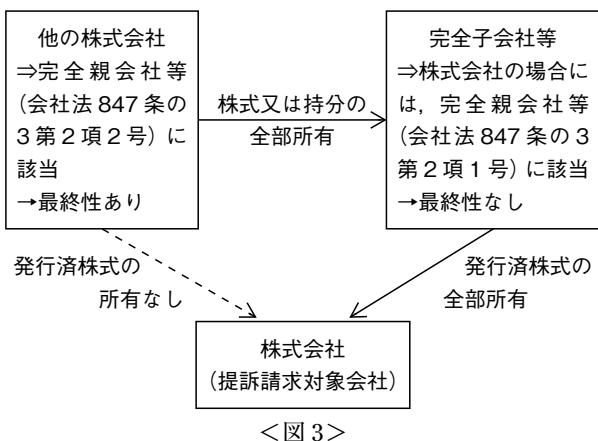 他の株式会社
⇒完全親会社等
(会社法847条の
3第2項2号)に
該当
→最終性あり
株式又は持分の
全部所有
完全子会社等
⇒株式会社の場合に
は,完全親会社等
(会社法847条の3
第2項1号)に該当
→最終性なし
発行済株式の
所有なし
発行済株式の
全部所有
株式会社
(提訴請求対象会社)
<図3>